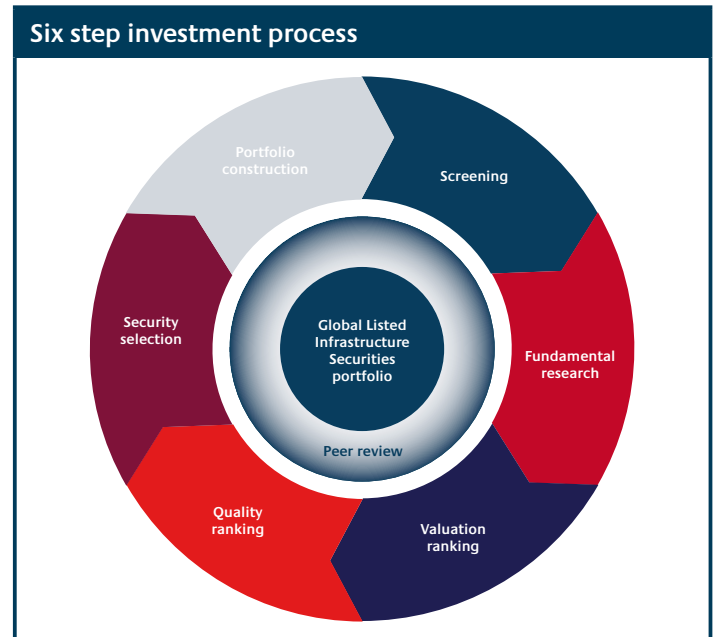 Six step investment process
Portfolio
construction
Screening
Security
selection
Global Listed
Infrastructure
Securities
portfolio
Fundamental
research
Peer review
Quality
ranking
Valuation
ranking